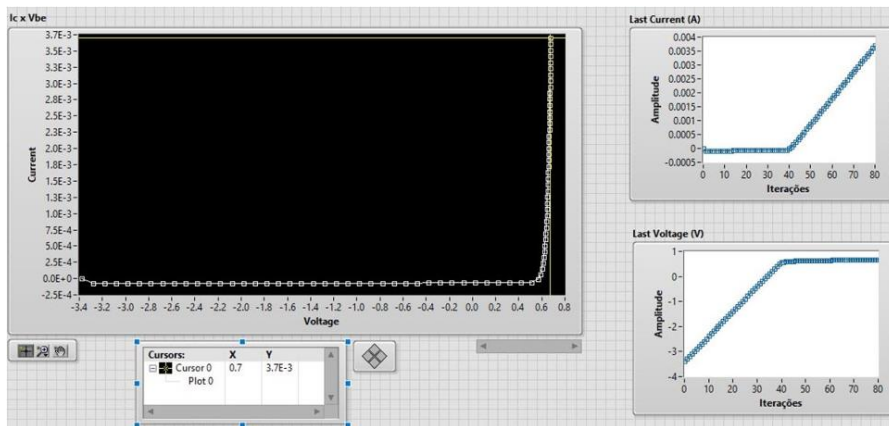 Ic x Vbe
3.7E-3
3.5E-3
3.3E-3
3.0E-3
2.8E-3
2.5E-3
2.3E-3
2.0E-3
1.8E-3
1.5E-3
1.3E-3
1.0E-3
7.5E-4
5.0E-4
2.5E-4
0.0E+0
-2.5E-4
Current
-3.4 -3.2 -3.0 -2.8 -2.6 -2.4 -2.2 -2.0 -1.8 -1.6 -1.4 -1.2 -1.0 -0.8 -0.6 -0.4 -0.2 0.0 0.2 0.4 0.6 0.8
Voltage
Cursors: X Y
Cursor 0 0.7 3.7E-3
Plot 0
Last Current (A)
0.004
0.0035
0.003
0.0025
0.002
0.0015
0.001
0.0005
0
-0.0005
Amplitude
0 10 20 30 40 50 60 70 80
Iterações
Last Voltage (V)
1
0
-1
-2
-3
-4
Amplitude
0 10 20 30 40 50 60 70 80
Iterações